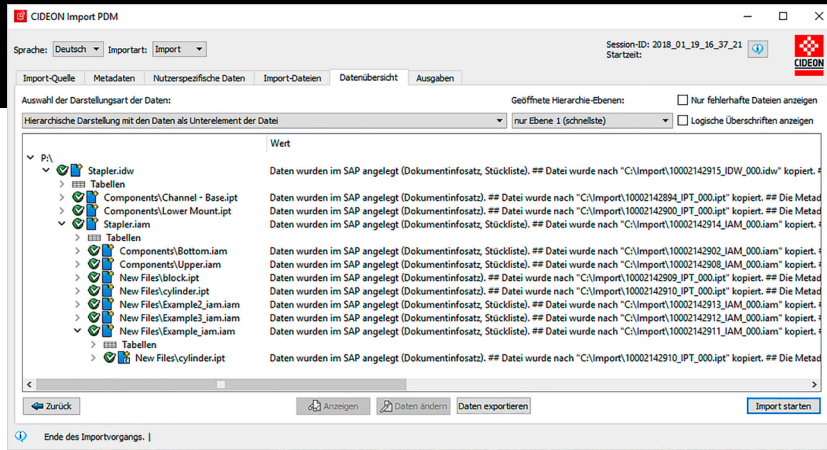 CIDEON Import PDM
Sprache: Deutsch Importart: Import
Session-ID: 2018_01_19_16_37_21
Startzeit:
CIDEON
Import-Quelle Metadaten Nutzerspezifische Daten Import-Dateien Datenübersicht Ausgaben
Auswahl der Darstellungsart der Daten: Geöffnete Hierarchie-Ebenen: Nur fehlerhafte Dateien anzeigen
Hierarchische Darstellung mit den Daten als Unterelement der Datei nur Ebene 1 (schnellste) Logische Überschriften anzeigen
Wert
P:\
Stapler.idw Daten wurden im SAP angelegt (Dokumentinfosatz, Stückliste). ## Datei wurde nach "C:\Import\10002142915_IDW_000.idw" kopiert. #
Tabellen
Components\Channel - Base.ipt Daten wurden im SAP angelegt (Dokumentinfosatz). ## Datei wurde nach "C:\Import\10002142894_IPT_000.ipt" kopiert. ## Die Metad
Components\Lower Mount.ipt Daten wurden im SAP angelegt (Dokumentinfosatz). ## Datei wurde nach "C:\Import\10002142900_IPT_000.ipt" kopiert. ## Die Metad
Stapler.iam Daten wurden im SAP angelegt (Dokumentinfosatz, Stückliste). ## Datei wurde nach "C:\Import\10002142914_IAM_000.iam" kopiert. #
Tabellen
Components\Bottom.iam Daten wurden im SAP angelegt (Dokumentinfosatz, Stückliste). ## Datei wurde nach "C:\Import\10002142902_IAM_000.iam" kopiert. #
Components\Upper.iam Daten wurden im SAP angelegt (Dokumentinfosatz, Stückliste). ## Datei wurde nach "C:\Import\10002142908_IAM_000.iam" kopiert. #
New Files\block.ipt Daten wurden im SAP angelegt (Dokumentinfosatz). ## Datei wurde nach "C:\Import\10002142909_IPT_000.ipt" kopiert. ## Die Metad
New Files\cylinder.ipt Daten wurden im SAP angelegt (Dokumentinfosatz). ## Datei wurde nach "C:\Import\10002142910_IPT_000.ipt" kopiert. ## Die Metad
New Files\Example2_iam.iam Daten wurden im SAP angelegt (Dokumentinfosatz, Stückliste). ## Datei wurde nach "C:\Import\10002142913_IAM_000.iam" kopiert. #
New Files\Example3_iam.iam Daten wurden im SAP angelegt (Dokumentinfosatz, Stückliste). ## Datei wurde nach "C:\Import\10002142912_IAM_000.iam" kopiert. #
New Files\Example_iam.iam Daten wurden im SAP angelegt (Dokumentinfosatz, Stückliste). ## Datei wurde nach "C:\Import\10002142911_IAM_000.iam" kopiert. #
Tabellen
New Files\cylinder.ipt Daten wurden im SAP angelegt (Dokumentinfosatz). ## Datei wurde nach "C:\Import\10002142910_IPT_000.ipt" kopiert. ## Die Metad
Zurück Anzeigen Daten ändern Daten exportieren Import starten
Ende des Importvorgangs. |